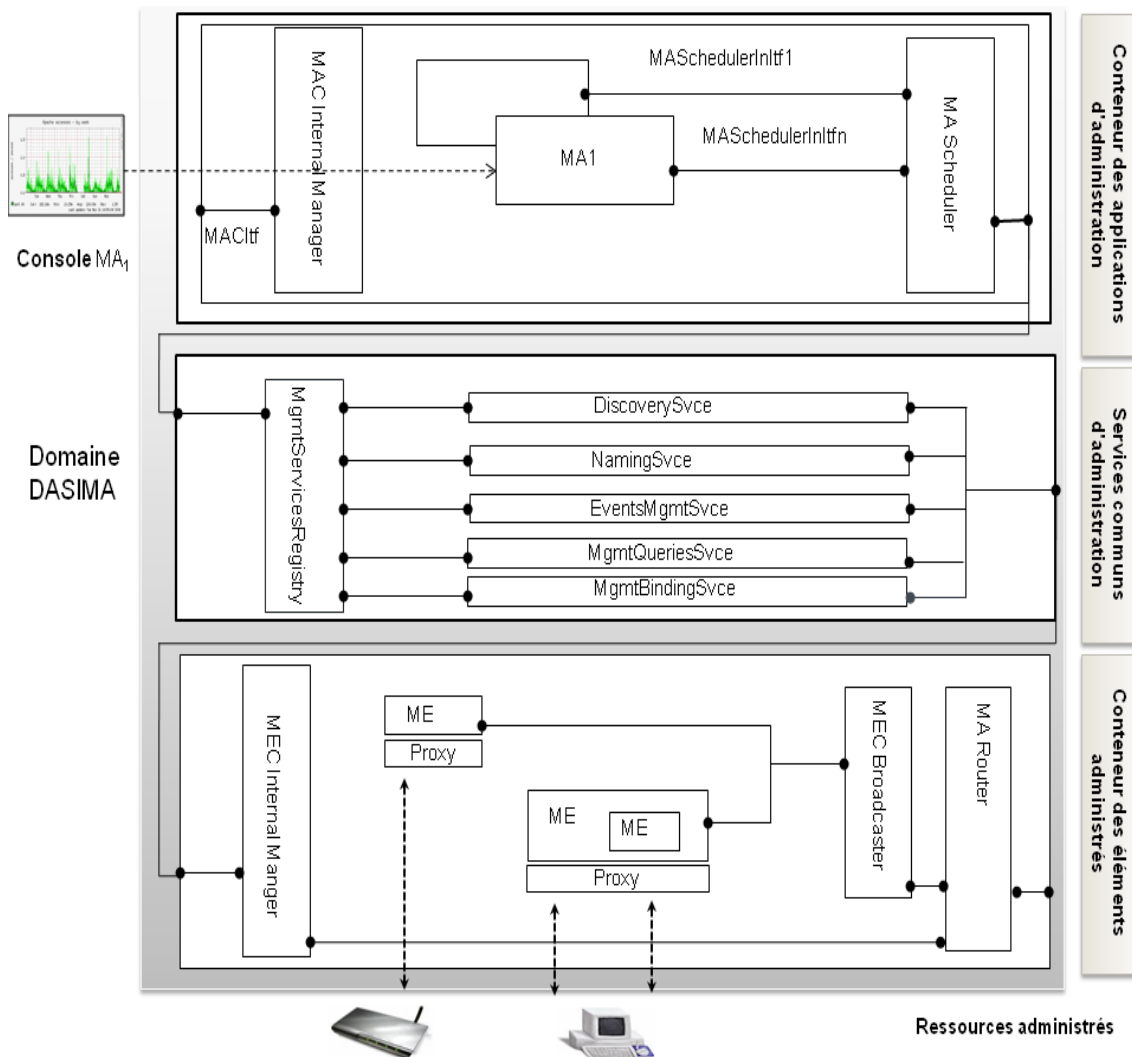 MAC Internal Manager
MASchedulerInItf1
MASchedulerInItfn
MA1
MA Scheduler
MACItf
Console MA1
Conteneur des applications
d'administration
Domaine
DASIMA
MgmtServicesRegistry
DiscoverySvce
NamingSvce
EventsMgmtSvce
MgmtQueriesSvce
MgmtBindingSvce
Services communs
d'administration
MEC Internal Manger
ME
Proxy
ME
ME
Proxy
MEC Broadcaster
MA Router
Conteneur des éléments
administrés
Ressources administrés